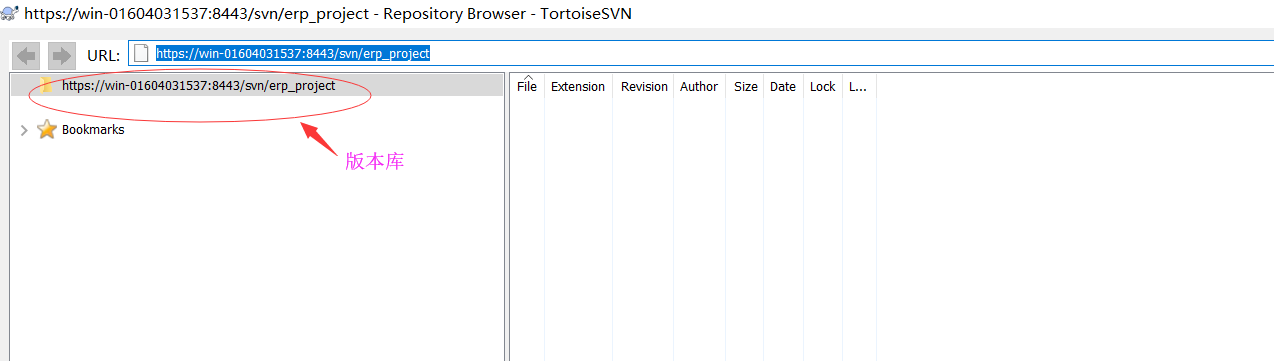 https://win-01604031537:8443/svn/erp_project - Repository Browser - TortoiseSVN
URL: https://win-01604031537:8443/svn/erp_project
https://win-01604031537:8443/svn/erp_project
File Extension Revision Author Size Date Lock L...
Bookmarks
版本库